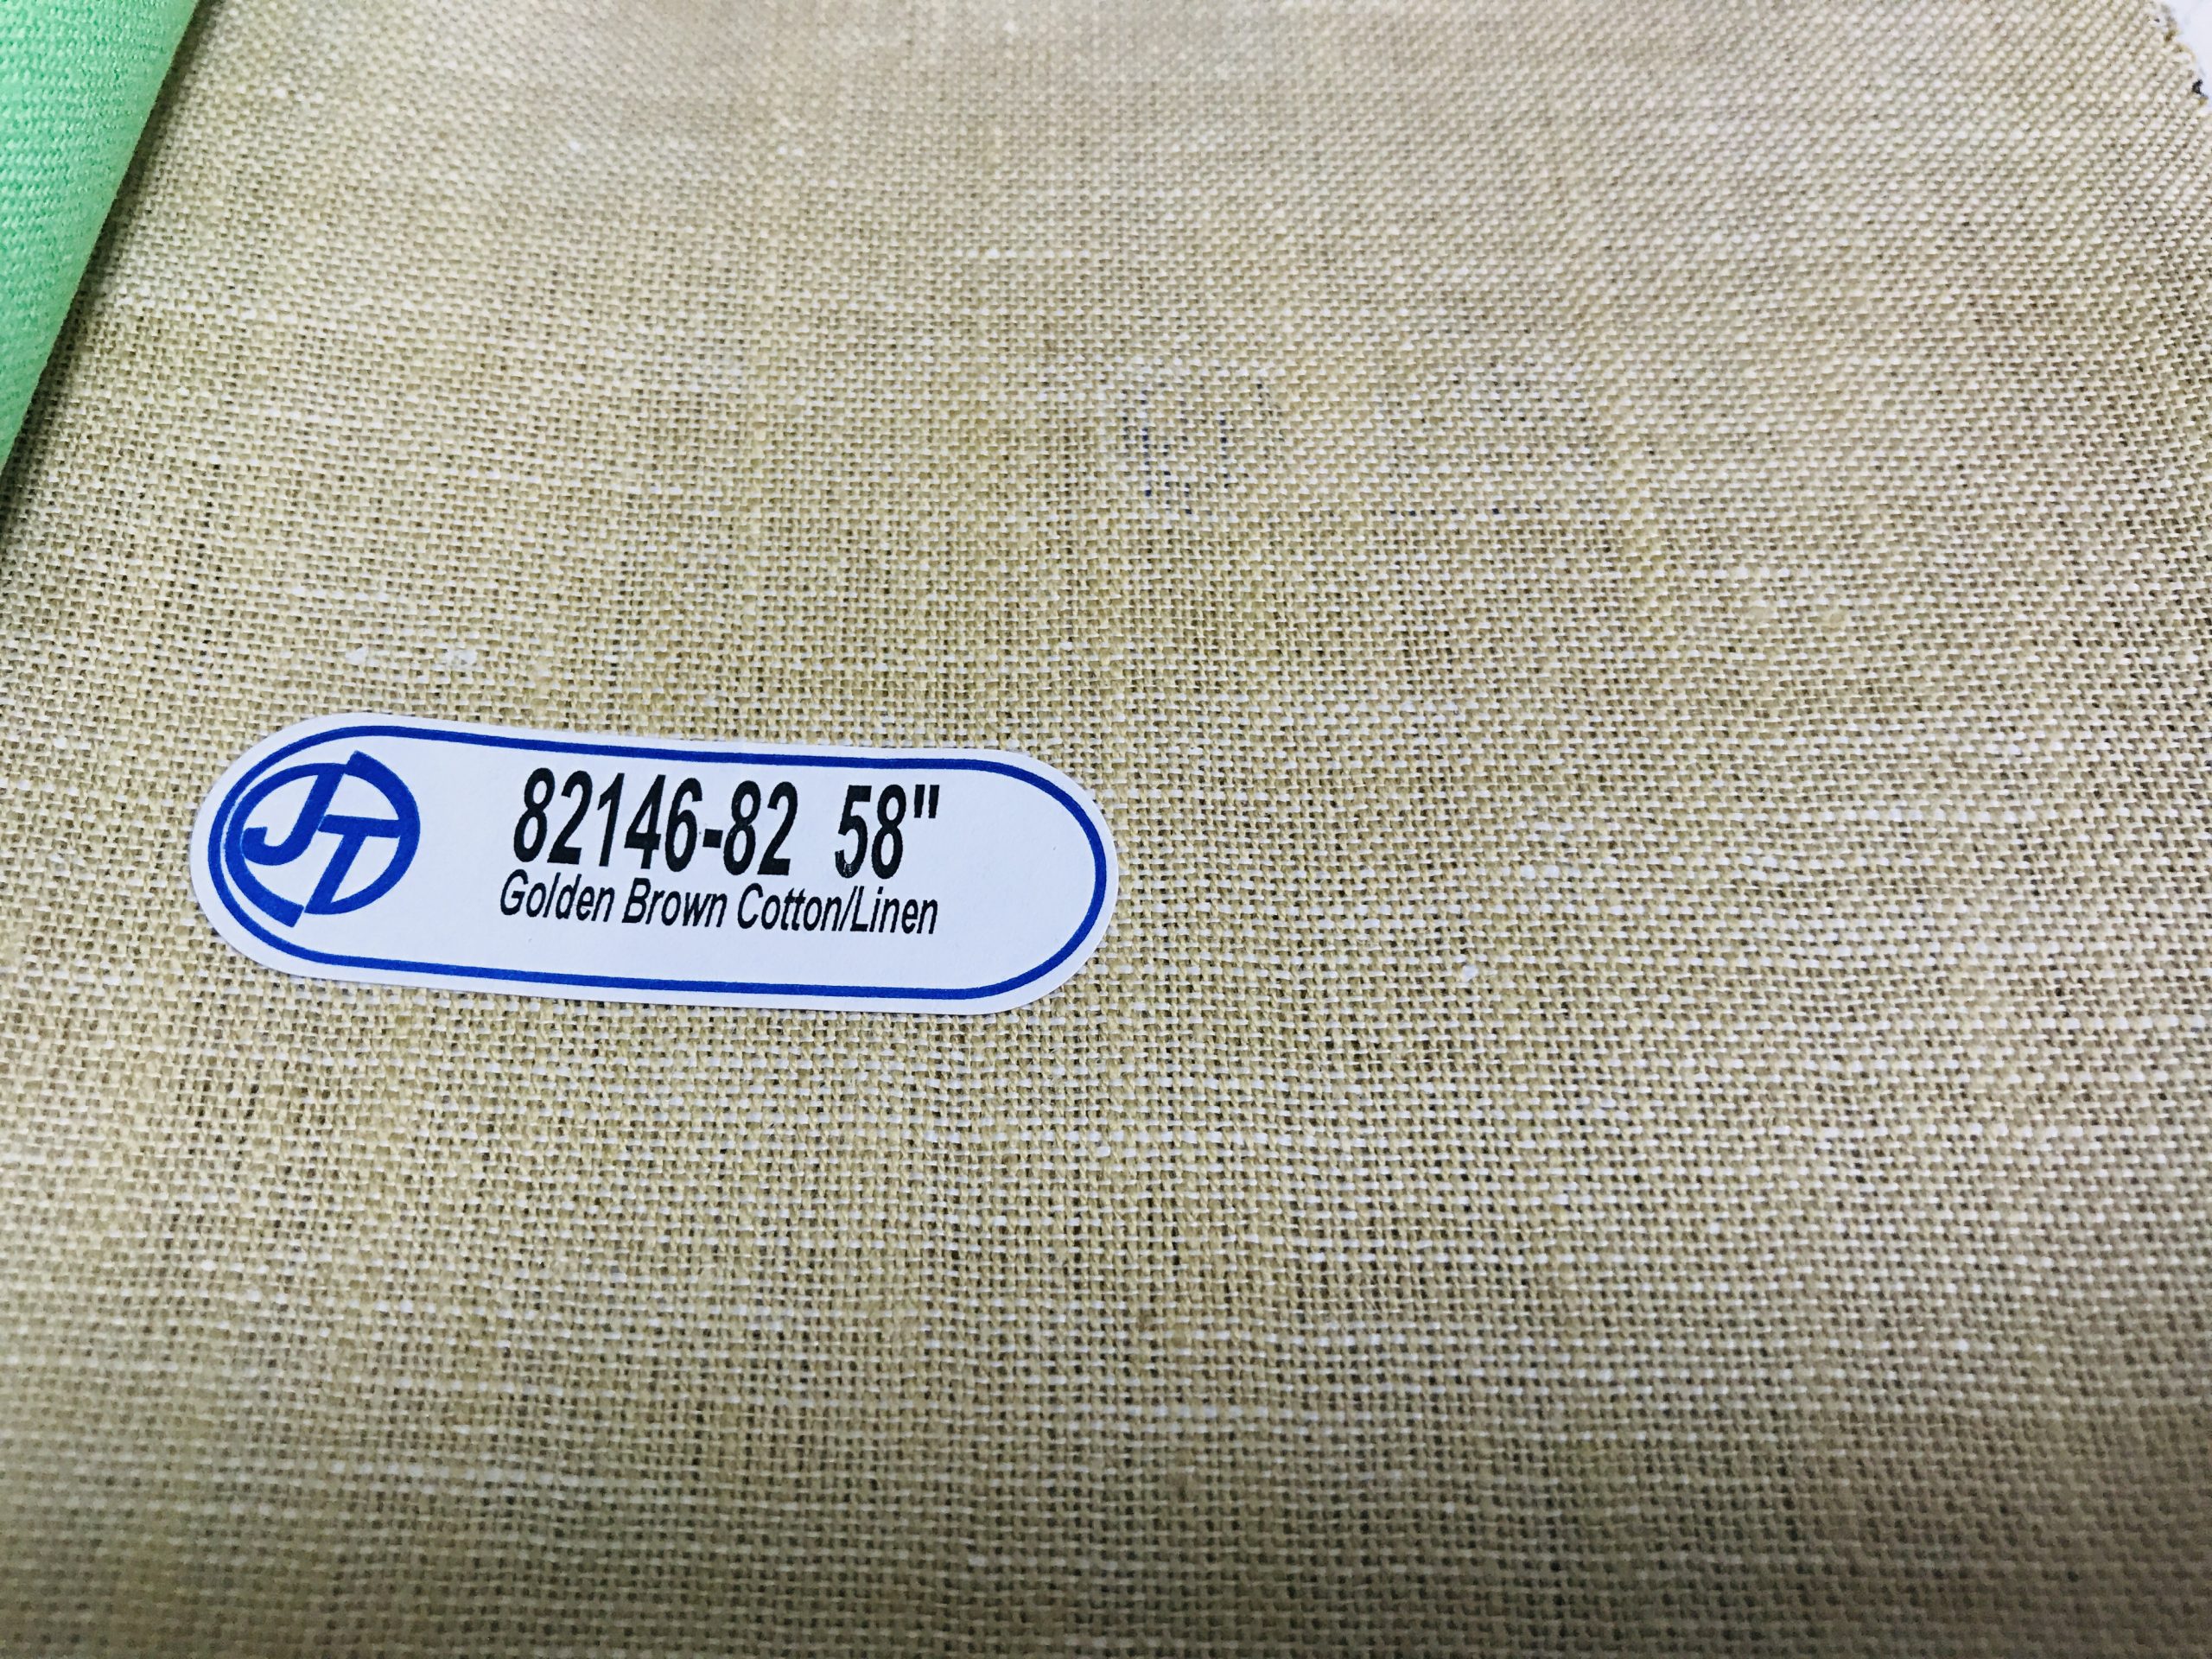 JT
82146-82 58"
Golden Brown Cotton/Linen